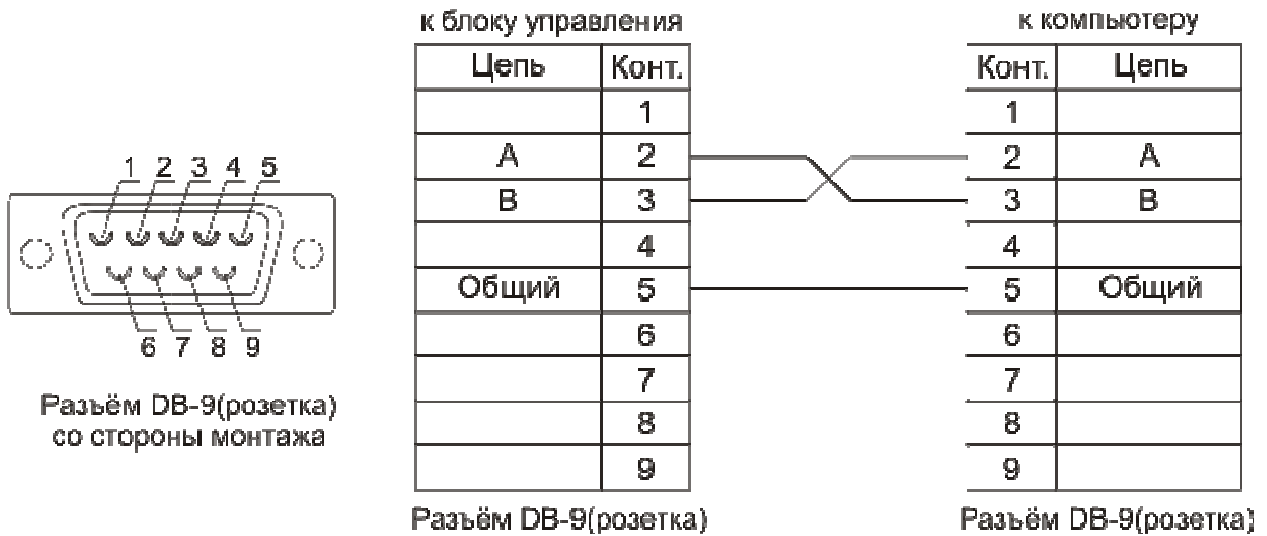 к блоку управления
к компьютеру
Цепь Конт.
Конт. Цепь
1
1
А 2
2 А
В 3
3 В
4
4
Общий 5
5 Общий
6
6
7
7
8
8
9
9
1 2 3 4 5
6 7 8 9
Разъём DB-9(розетка)
со стороны монтажа
Разъём DB-9(розетка)
Разъём DB-9(розетка)